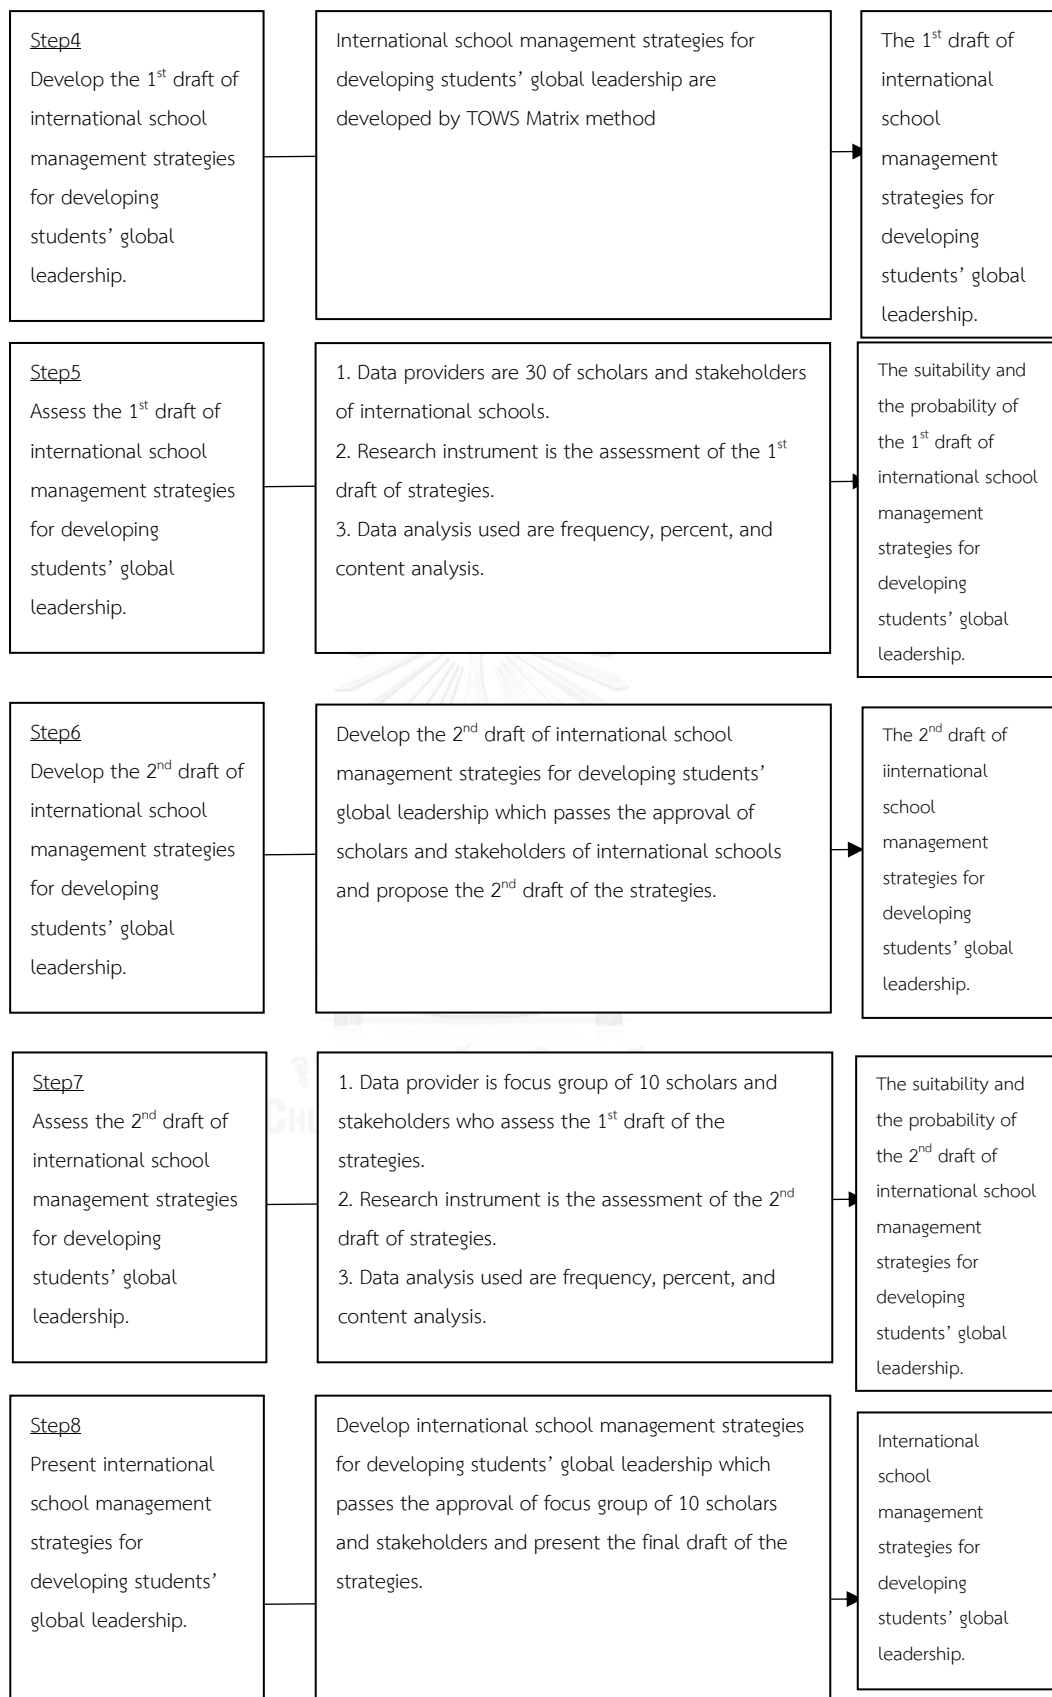 Step4
Develop the 1st draft of
international school
management strategies
for developing
students’ global
leadership.
International school management strategies for
developing students’ global leadership are
developed by TOWS Matrix method
The 1st draft of
international
school
management
strategies for
developing
students’ global
leadership.
Step5
Assess the 1st draft of
international school
management strategies
for developing
students’ global
leadership.
1. Data providers are 30 of scholars and stakeholders
of international schools.
2. Research instrument is the assessment of the 1st
draft of strategies.
3. Data analysis used are frequency, percent, and
content analysis.
The suitability and
the probability of
the 1st draft of
international school
management
strategies for
developing
students’ global
leadership.
Step6
Develop the 2nd draft of
international school
management strategies
for developing
students’ global
leadership.
Develop the 2nd draft of international school
management strategies for developing students’
global leadership which passes the approval of
scholars and stakeholders of international schools
and propose the 2nd draft of the strategies.
The 2nd draft of
iinternational
school
management
strategies for
developing
students’ global
leadership.
Step7
Assess the 2nd draft of
international school
management strategies
for developing
students’ global
leadership.
1. Data provider is focus group of 10 scholars and
stakeholders who assess the 1st draft of the
strategies.
2. Research instrument is the assessment of the 2nd
draft of strategies.
3. Data analysis used are frequency, percent, and
content analysis.
The suitability and
the probability of
the 2nd draft of
international school
management
strategies for
developing
students’ global
leadership.
Step8
Present international
school management
strategies for
developing students’
global leadership.
Develop international school management strategies
for developing students’ global leadership which
passes the approval of focus group of 10 scholars
and stakeholders and present the final draft of the
strategies.
International
school
management
strategies for
developing
students’ global
leadership.